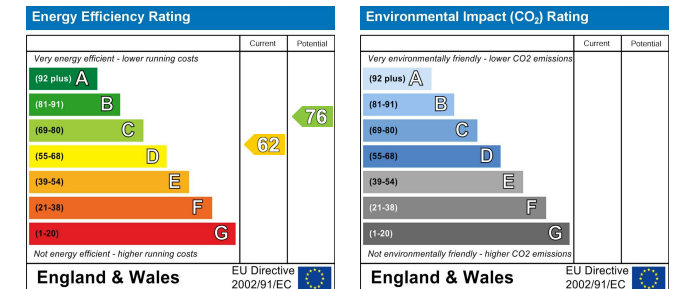 Energy Efficiency Rating
Current Potential
Very energy efficient - lower running costs
(92 plus) A
(81-91) B
(69-80) C
(55-68) D
(39-54) E
(21-38) F
(1-20) G
62
76
Not energy efficient - higher running costs
England & Wales
EU Directive
2002/91/EC
Environmental Impact (CO₂) Rating
Current Potential
Very environmentally friendly - lower CO2 emissions
(92 plus) A
(81-91) B
(69-80) C
(55-68) D
(39-54) E
(21-38) F
(1-20) G
Not environmentally friendly - higher CO2 emissions
England & Wales
EU Directive
2002/91/EC